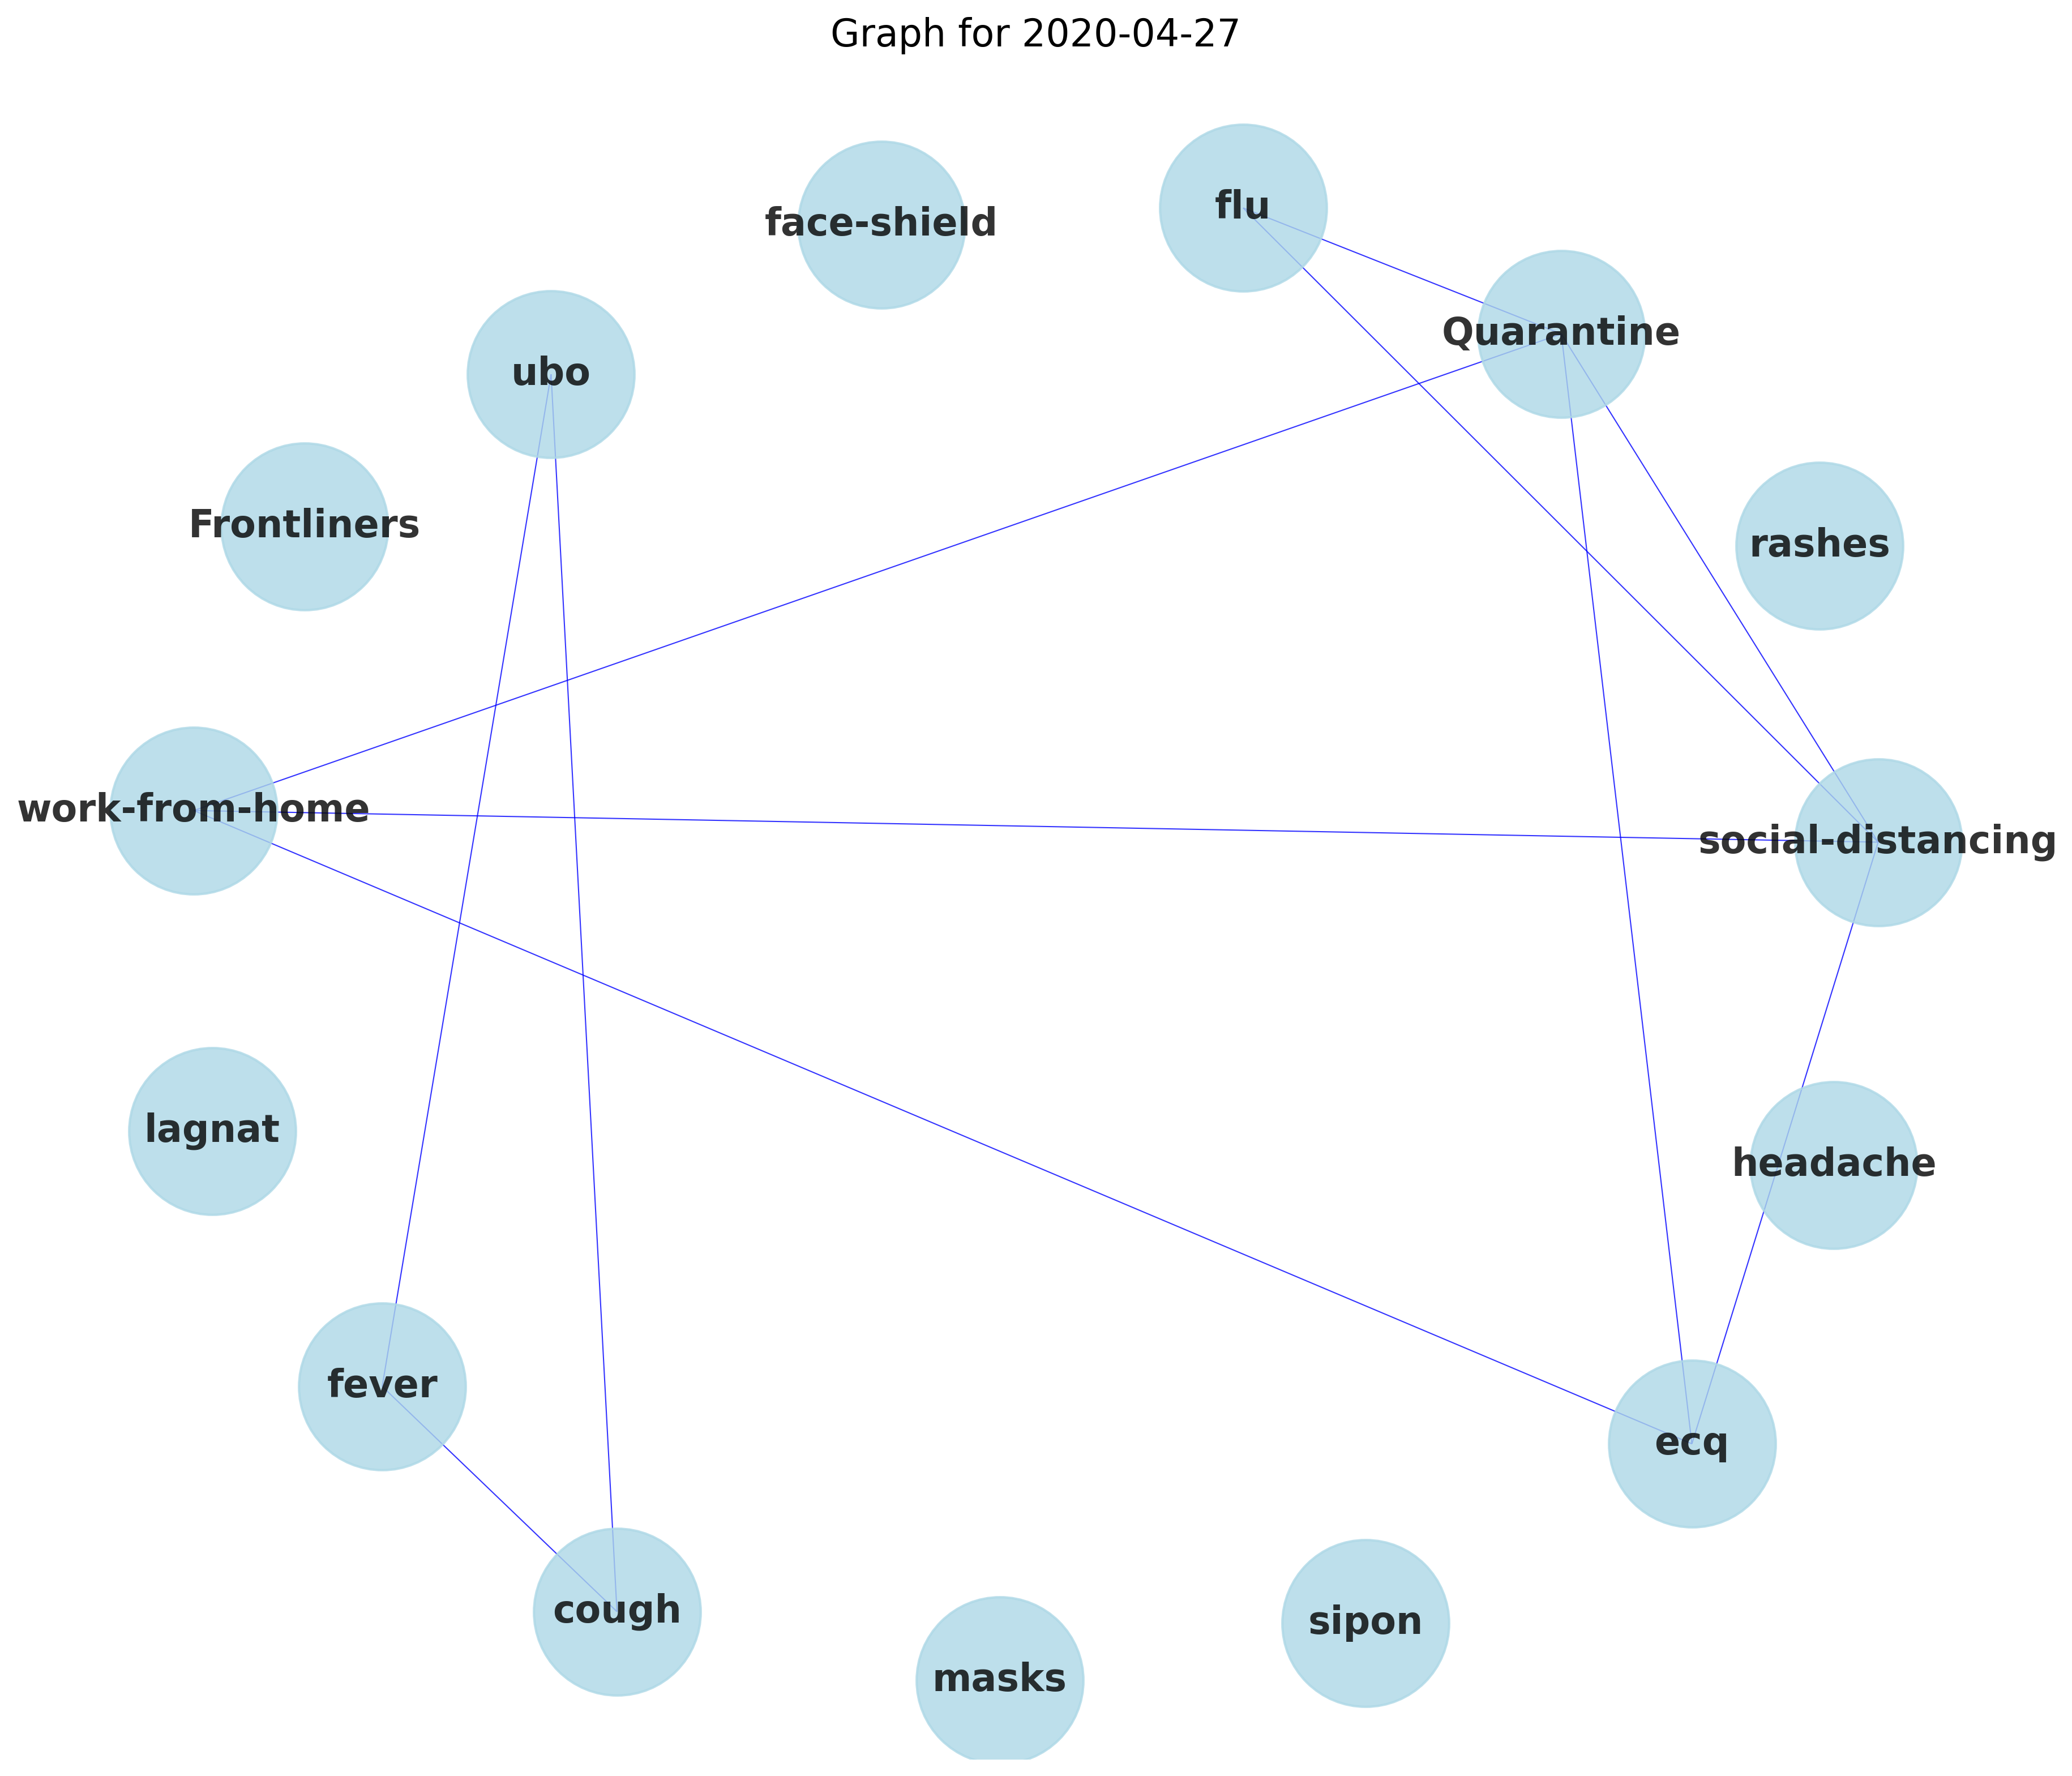 Graph for 2020-04-27
flu
face-shield
Quarantine
ubo
Frontliners
rashes
work-from-home
social-distancing
lagnat
headache
fever
ecq
cough
sipon
masks